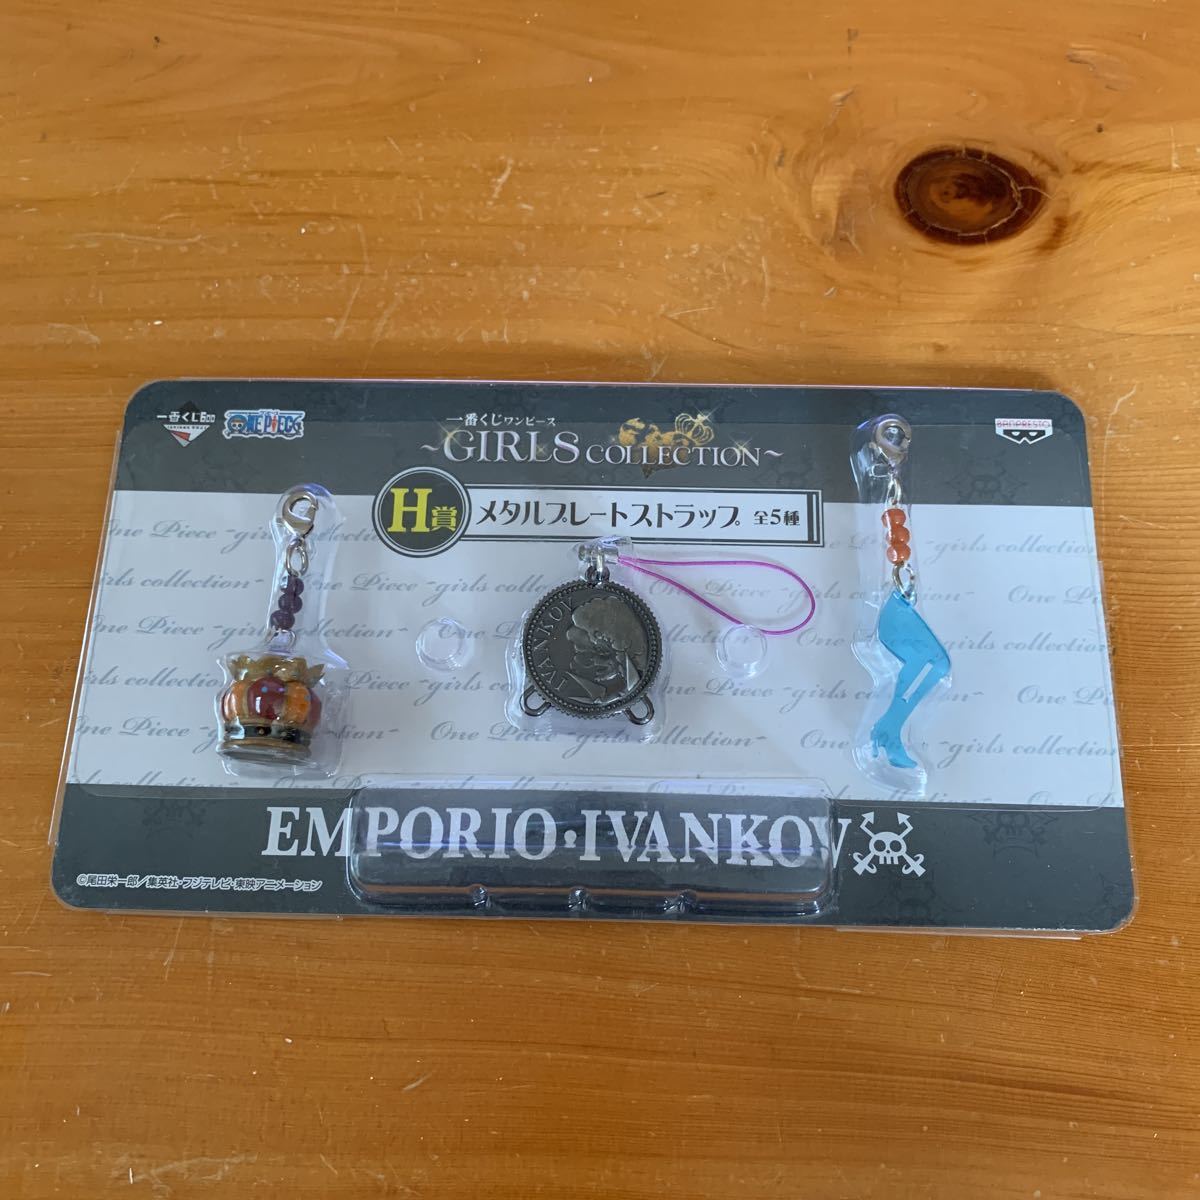 一番くじ500
ONE PIECE
一番くじワンピース
~GIRLS COLLECTION~
BANPRESTO
H賞 メタルプレートストラップ 全5種
One Piece -girls collection-
IVANKOV
EMPORIO・IVANKOV
©尾田栄一郎／集英社・フジテレビ・東映アニメーション